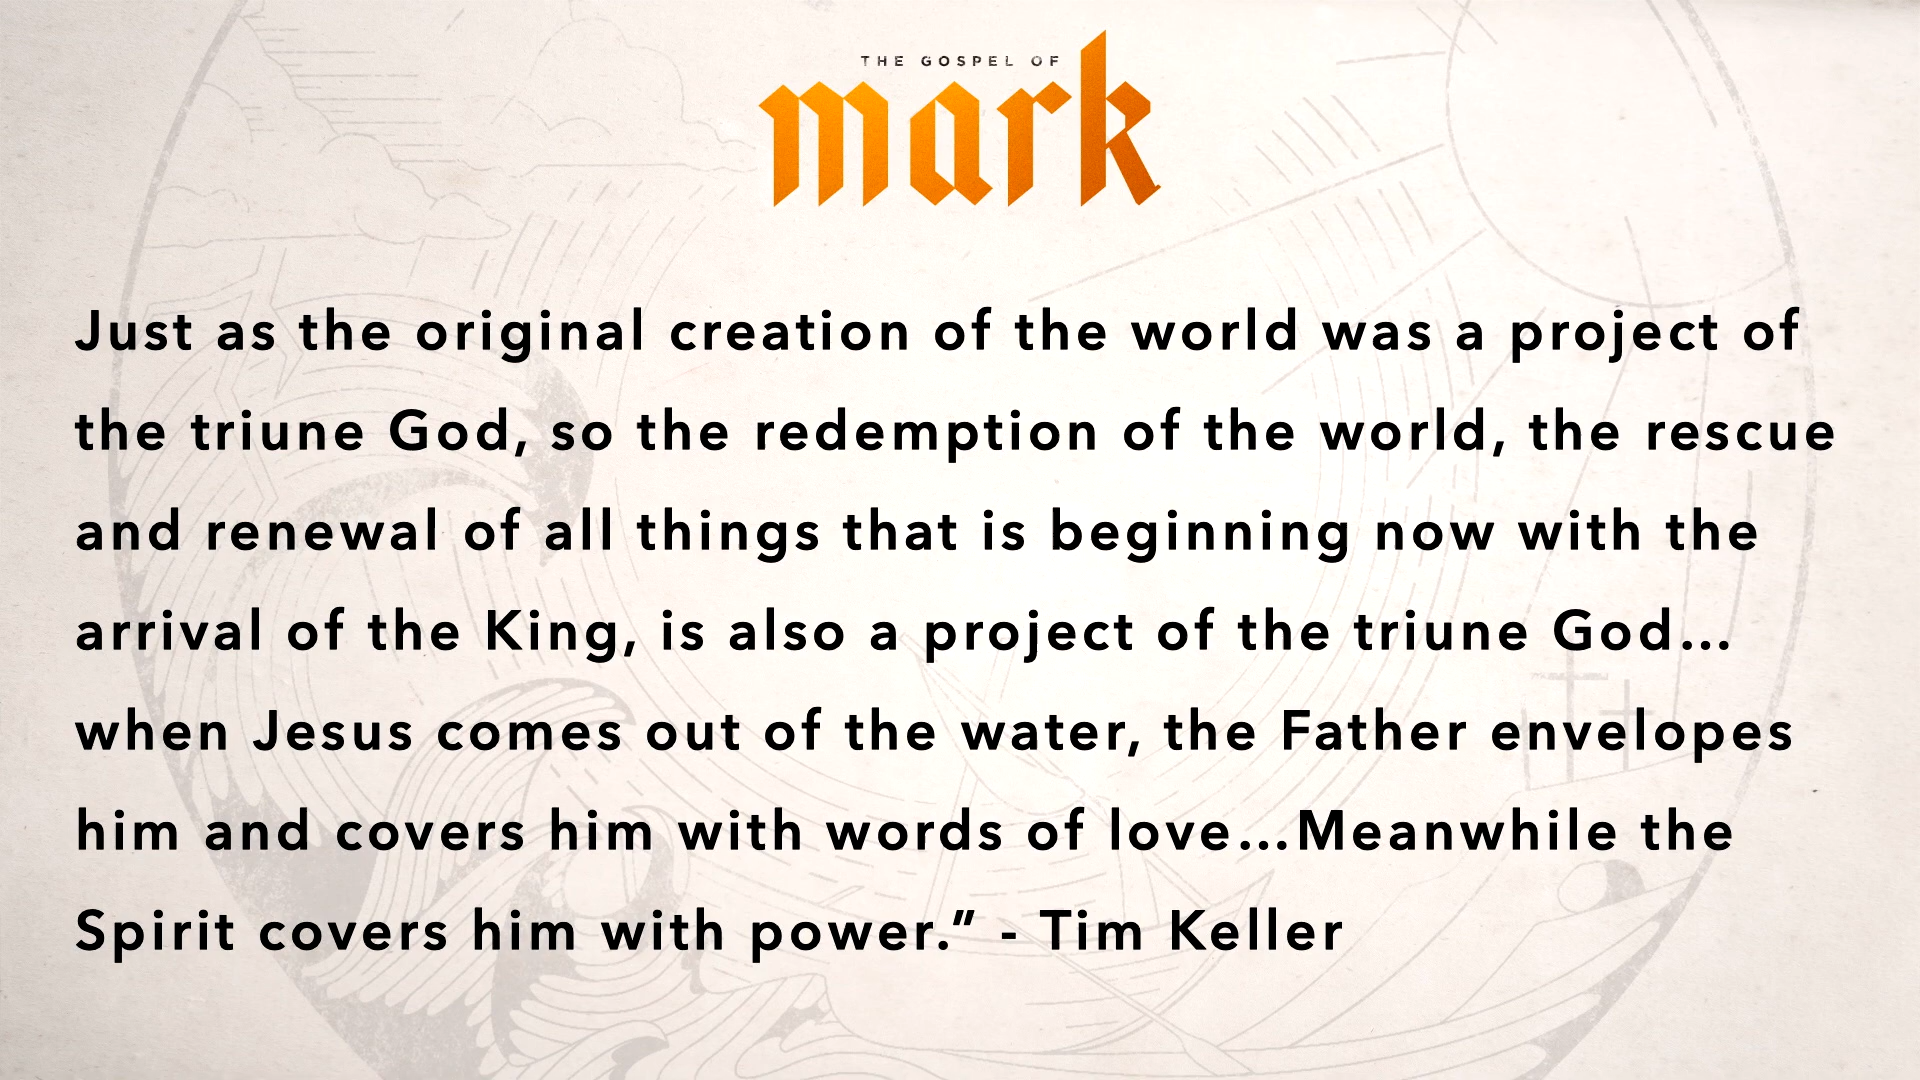 THE GOSPEL OF
mark
Just as the original creation of the world was a project of
the triune God, so the redemption of the world, the rescue
and renewal of all things that is beginning now with the
arrival of the King, is also a project of the triune God…
when Jesus comes out of the water, the Father envelopes
him and covers him with words of love…Meanwhile the
Spirit covers him with power.” - Tim Keller